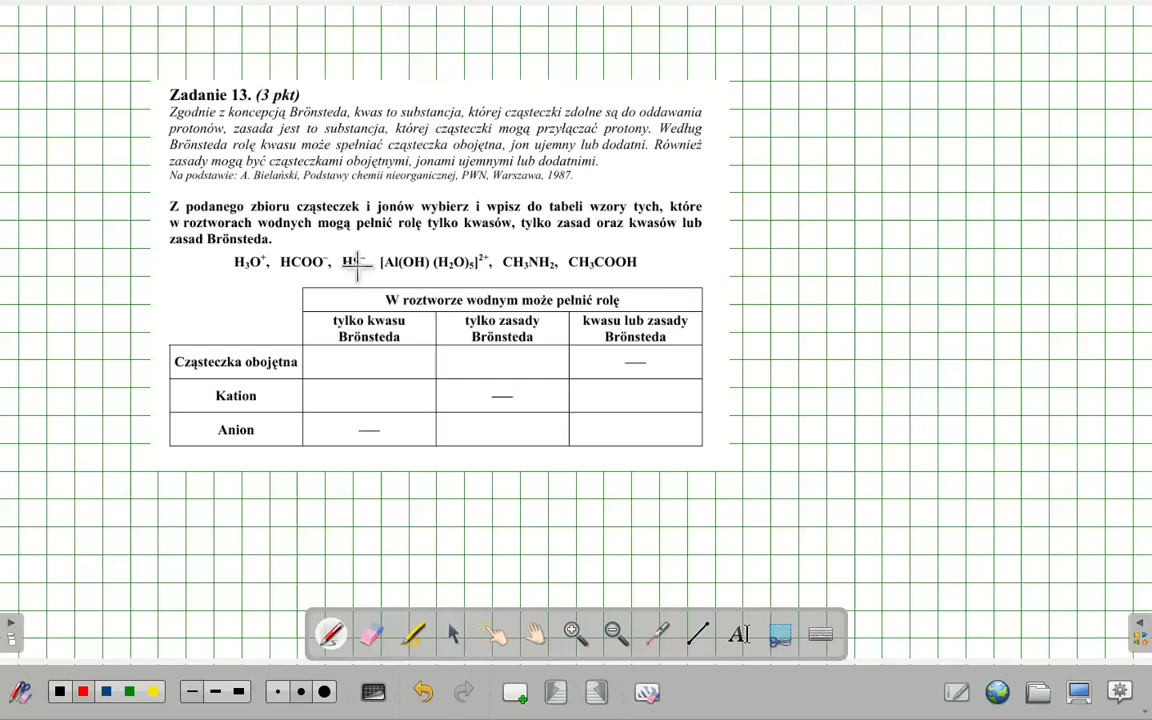 Zadanie 13. (3 pkt)
Zgodnie z koncepcją Brönsteda, kwas to substancja, której cząsteczki zdolne są do oddawania
protonów, zasada jest to substancja, której cząsteczki mogą przyłączać protony. Według
Brönsteda rolę kwasu może spełniać cząsteczka obojętna, jon ujemny lub dodatni. Również
zasady mogą być cząsteczkami obojętnymi, jonami ujemnymi lub dodatnimi.
Na podstawie: A. Bielański, Podstawy chemii nieorganicznej, PWN, Warszawa, 1987.
Z podanego zbioru cząsteczek i jonów wybierz i wpisz do tabeli wzory tych, które
w roztworach wodnych mogą pełnić rolę tylko kwasów, tylko zasad oraz kwasów lub
zasad Brönsteda.
H₃O⁺, HCOO⁻, [Al(OH) (H₂O)₅]²⁺, CH₃NH₂, CH₃COOH
W roztworze wodnym może pełnić rolę
tylko kwasu Brönsteda
tylko zasady Brönsteda
kwasu lub zasady Brönsteda
Cząsteczka obojętna —
Kation —
Anion —
A